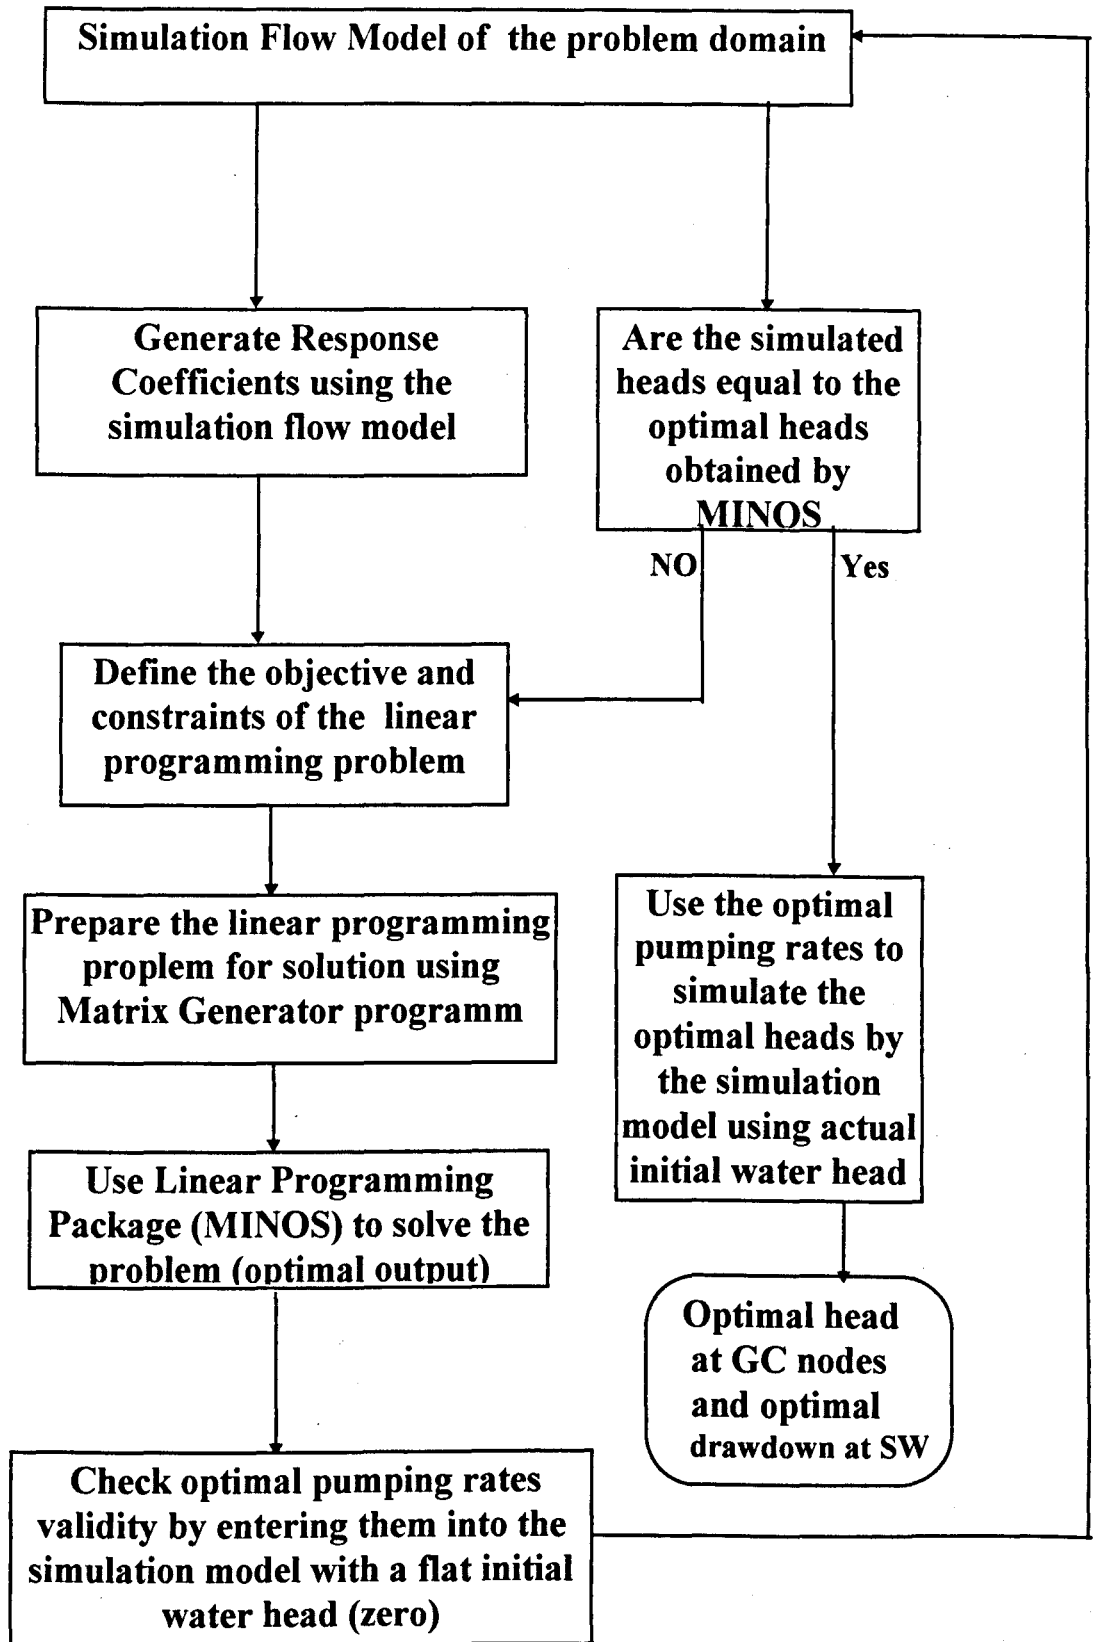 Simulation Flow Model of the problem domain
Generate Response
Coefficients using the
simulation flow model
Are the simulated
heads equal to the
optimal heads
obtained by
MINOS
NO
Yes
Define the objective and
constraints of the linear
programming problem
Prepare the linear programming
proplem for solution using
Matrix Generator programm
Use Linear Programming
Package (MINOS) to solve the
problem (optimal output)
Check optimal pumping rates
validity by entering them into the
simulation model with a flat initial
water head (zero)
Use the optimal
pumping rates to
simulate the
optimal heads by
the simulation
model using actual
initial water head
Optimal head
at GC nodes
and optimal
drawdown at SW